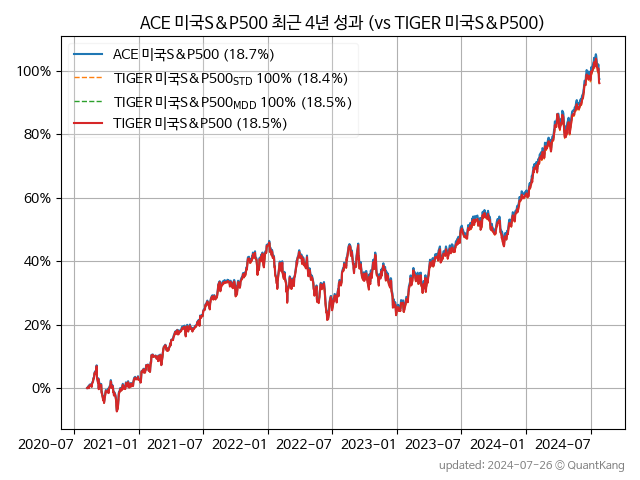 ACE 미국S&P500 최근 4년 성과 (vs TIGER 미국S&P500)
ACE 미국S&P500 (18.7%)
TIGER 미국S&P500STD 100% (18.4%)
TIGER 미국S&P500MDD 100% (18.5%)
TIGER 미국S&P500 (18.5%)
100%
80%
60%
40%
20%
0%
2020-07 2021-01 2021-07 2022-01 2022-07 2023-01 2023-07 2024-01 2024-07
updated: 2024-07-26 © QuantKang